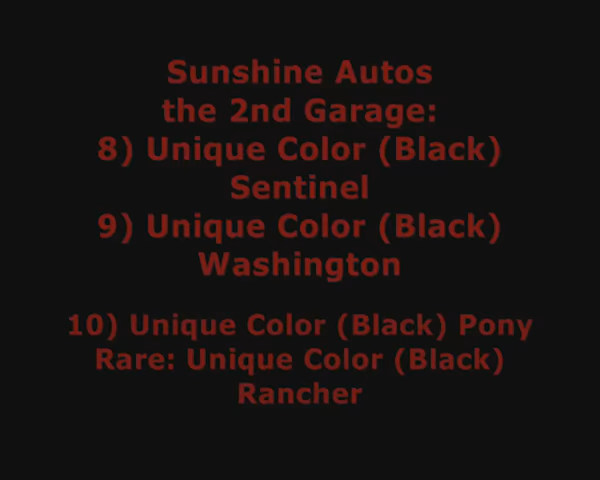 Sunshine Autos
the 2nd Garage:
8) Unique Color (Black)
Sentinel
9) Unique Color (Black)
Washington
10) Unique Color (Black) Pony
Rare: Unique Color (Black)
Rancher